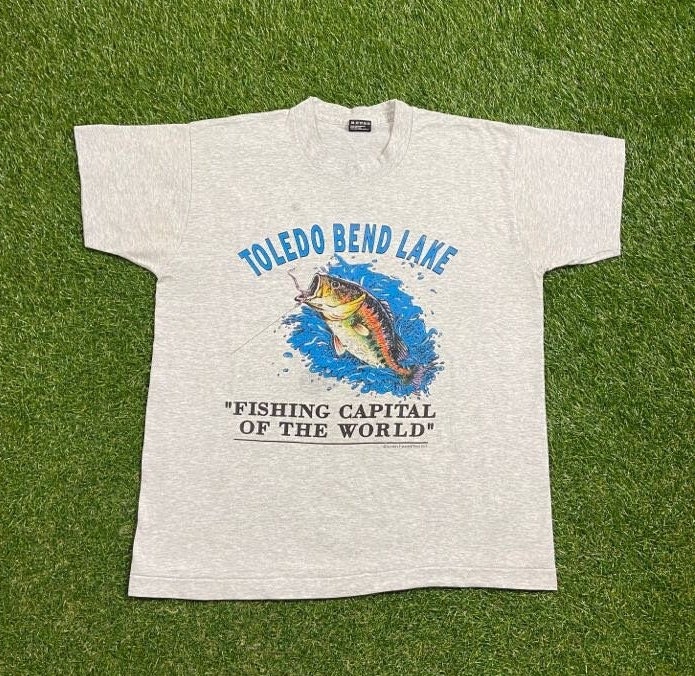 TOLEDO BEND LAKE
"FISHING CAPITAL
OF THE WORLD"